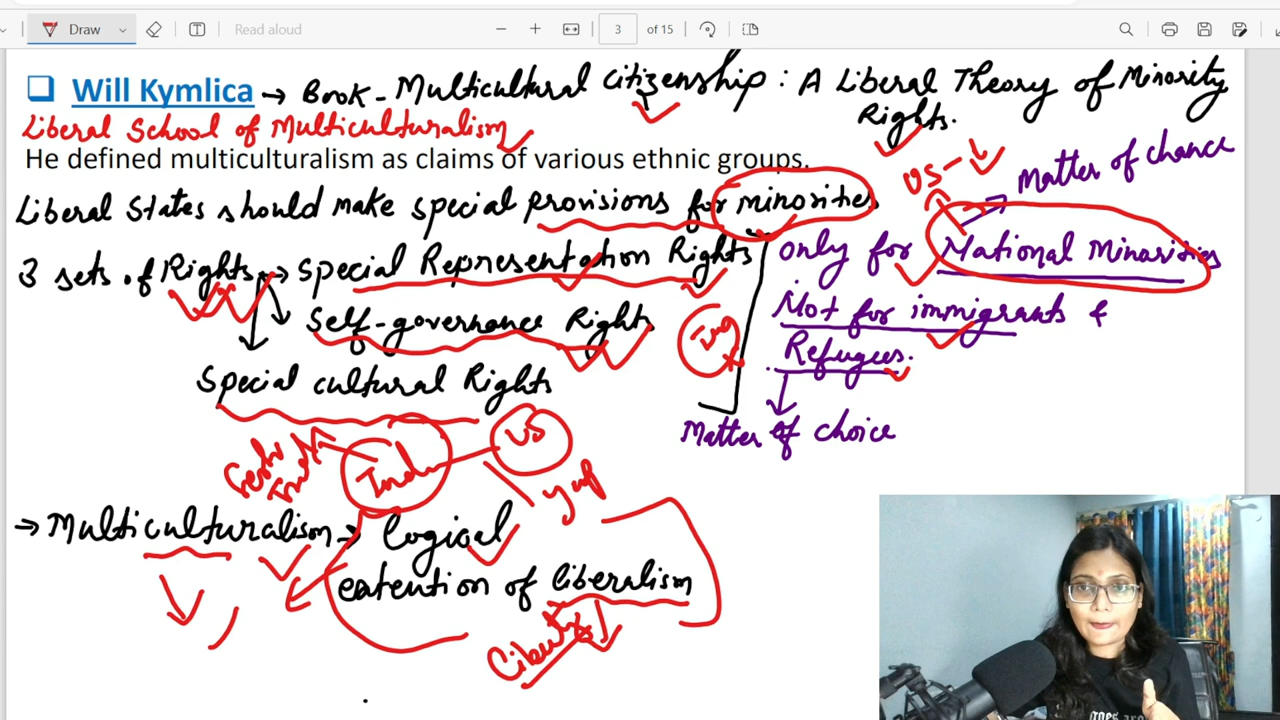 Draw
Read aloud
3 of 15
Will Kymlica → Book - Multicultural Citizenship : A Liberal Theory of Minority
Rights.
Liberal School of Multiculturalism
He defined multiculturalism as claims of various ethnic groups.
US -
Matter of chance
Liberal States should make special provisions for minorities
only for National Minorities
3 sets of Rights → Special Representation Rights
Not for immigrants &
Self-governance Rights
Refugees.
Special cultural Rights
Matter of choice
US
→ Multiculturalism → Logical
extention of liberalism
Liberty